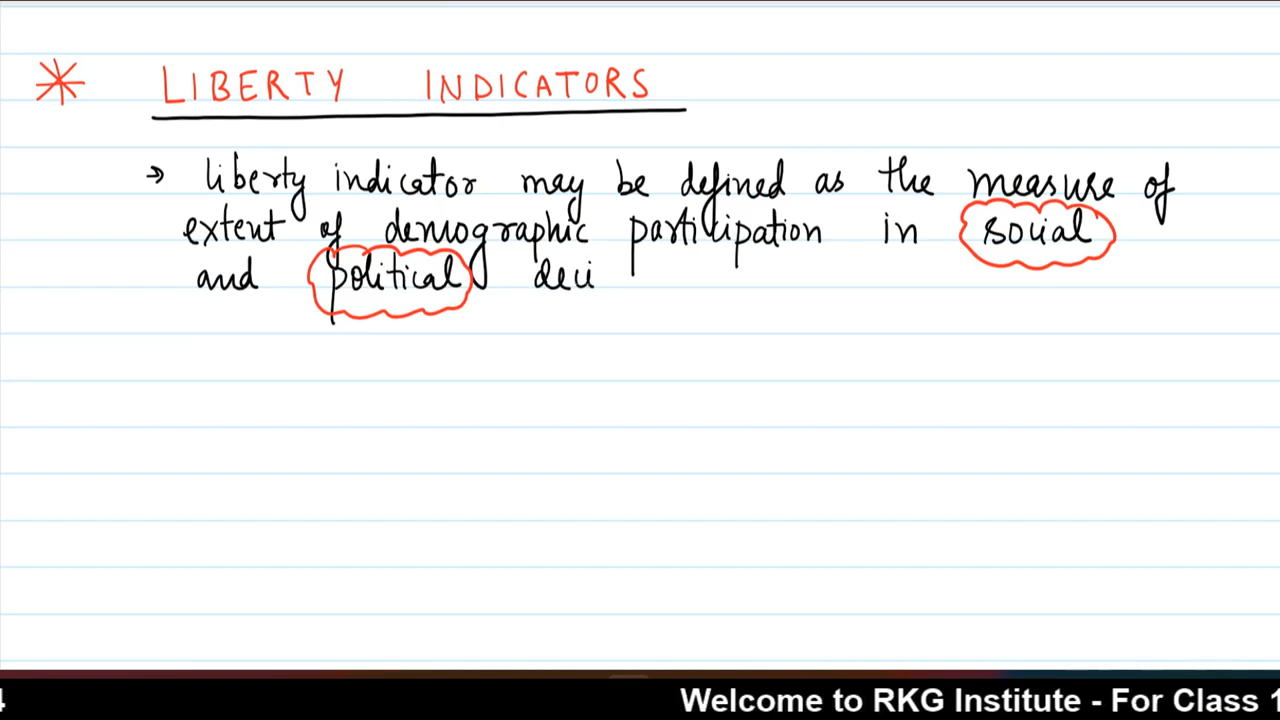 LIBERTY INDICATORS
→ liberty indicator may be defined as the measure of
extent of demographic participation in social
and political deci
4
Welcome to RKG Institute - For Class 1